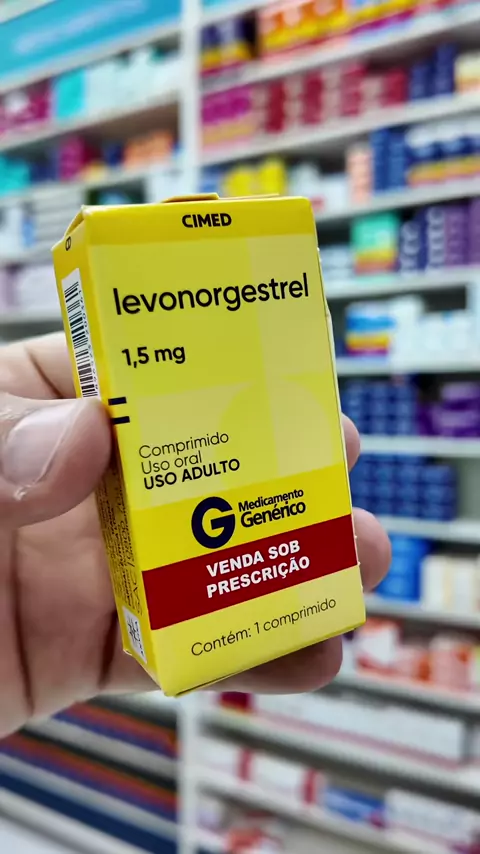 CIMED
levonorgestrel
1,5 mg
Comprimido
Uso oral
USO ADULTO
G Medicamento
Genérico
VENDA SOB
PRESCRIÇÃO
Contém: 1 comprimido